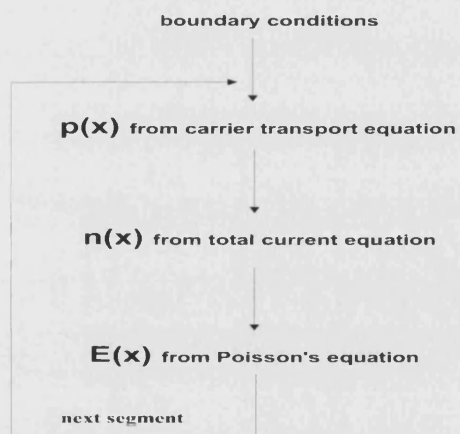 boundary conditions
p(x) from carrier transport equation
n(x) from total current equation
E(x) from Poisson's equation
next segment